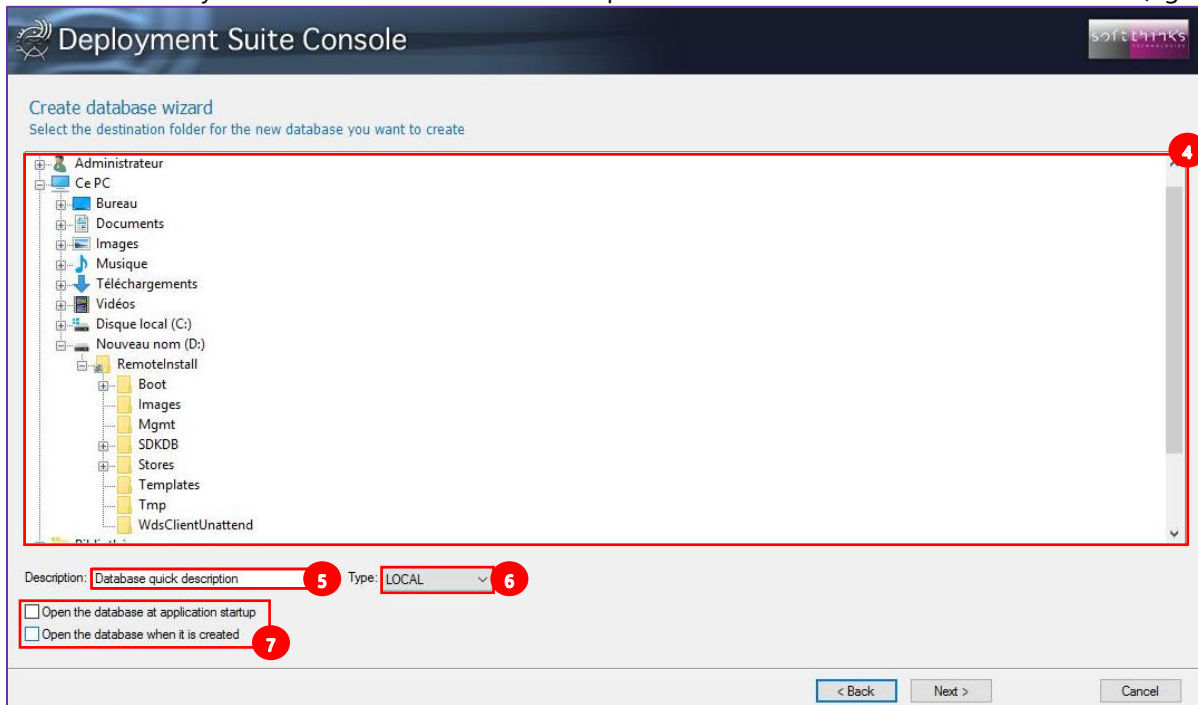 Deployment Suite Console
softthinks
Create database wizard
Select the destination folder for the new database you want to create
4
Administrateur
Ce PC
Bureau
Documents
Images
Musique
Téléchargements
Vidéos
Disque local (C:)
Nouveau nom (D:)
RemoteInstall
Boot
Images
Mgmt
SDKDB
Stores
Templates
Tmp
WdsClientUnattend
Description: Database quick description 5 Type: LOCAL 6
Open the database at application startup
Open the database when it is created 7
< Back Next > Cancel